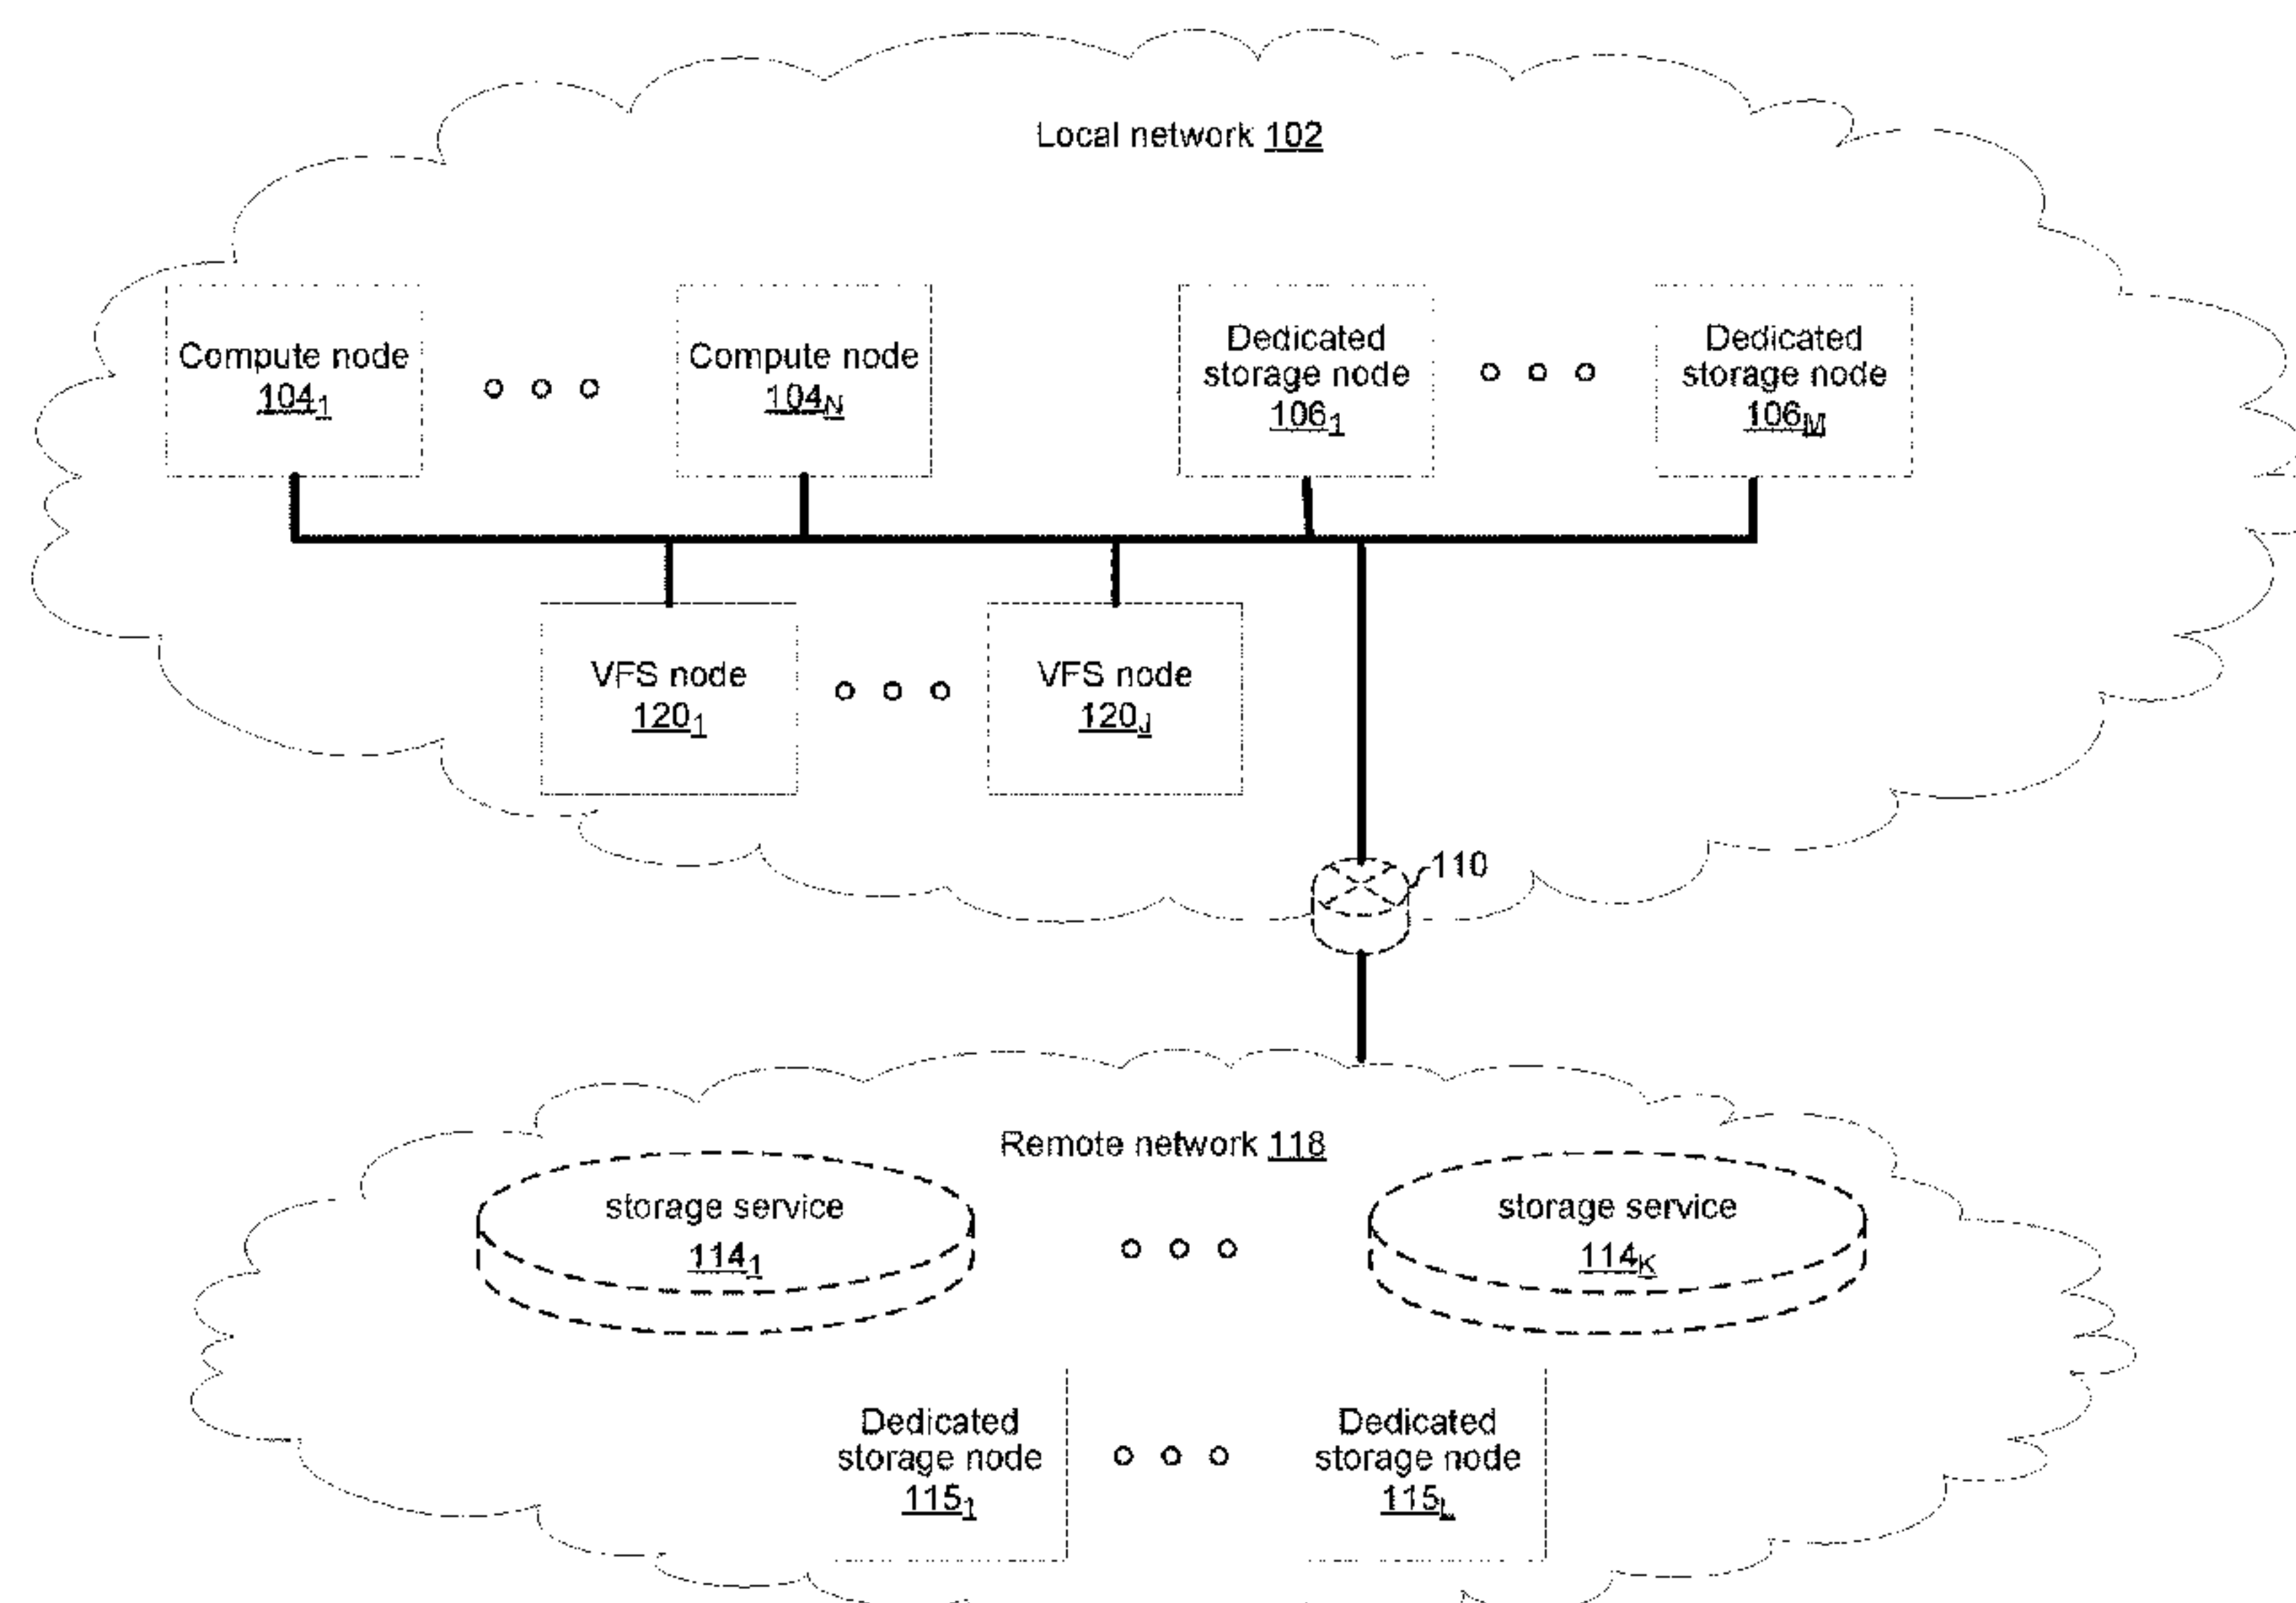 Local network 102
Compute node
104₁
Compute node
104N
Dedicated
storage node
106₁
Dedicated
storage node
106M
VFS node
120₁
VFS node
120J
110
Remote network 118
storage service
114₁
storage service
114K
Dedicated
storage node
115₁
Dedicated
storage node
115L